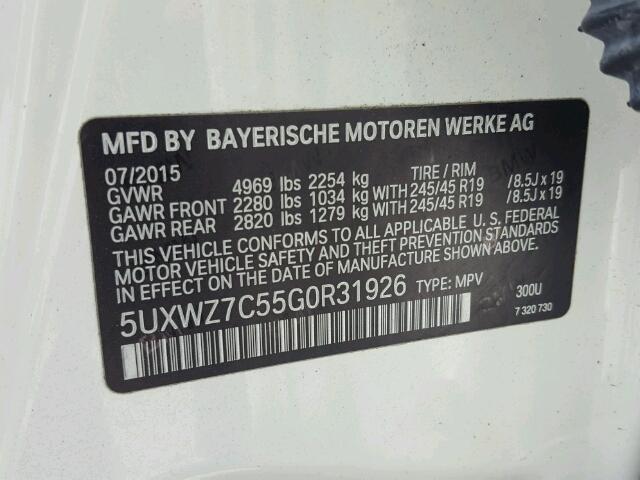 MFD BY BAYERISCHE MOTOREN WERKE AG
07/2015 TIRE / RIM
GVWR 4969 lbs 2254 kg
GAWR FRONT 2280 lbs 1034 kg WITH 245/45 R19 /8.5J x 19
GAWR REAR 2820 lbs 1279 kg WITH 245/45 R19 /8.5J x 19
THIS VEHICLE CONFORMS TO ALL APPLICABLE U. S. FEDERAL
MOTOR VEHICLE SAFETY AND THEFT PREVENTION STANDARDS
IN EFFECT ON THE DATE OF MANUFACTURE SHOWN ABOVE.
5UXWZ7C55G0R31926 TYPE: MPV 300U
7 320 730